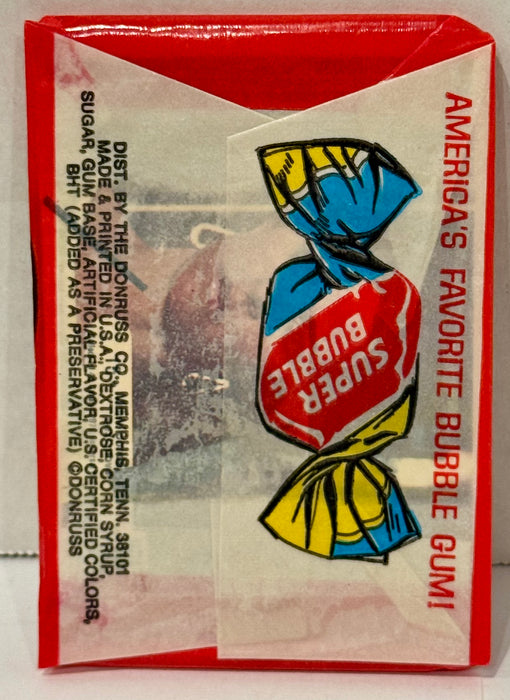 AMERICA'S FAVORITE BUBBLE GUM!
SUPER
BUBBLE
DIST. BY THE DONRUSS CO., MEMPHIS, TENN. 38101
MADE & PRINTED IN U.S.A., DEXTROSE, CORN SYRUP,
SUGAR, GUM BASE, ARTIFICIAL FLAVOR, U.S. CERTIFIED COLORS,
BHT (ADDED AS A PRESERVATIVE) ©DONRUSS